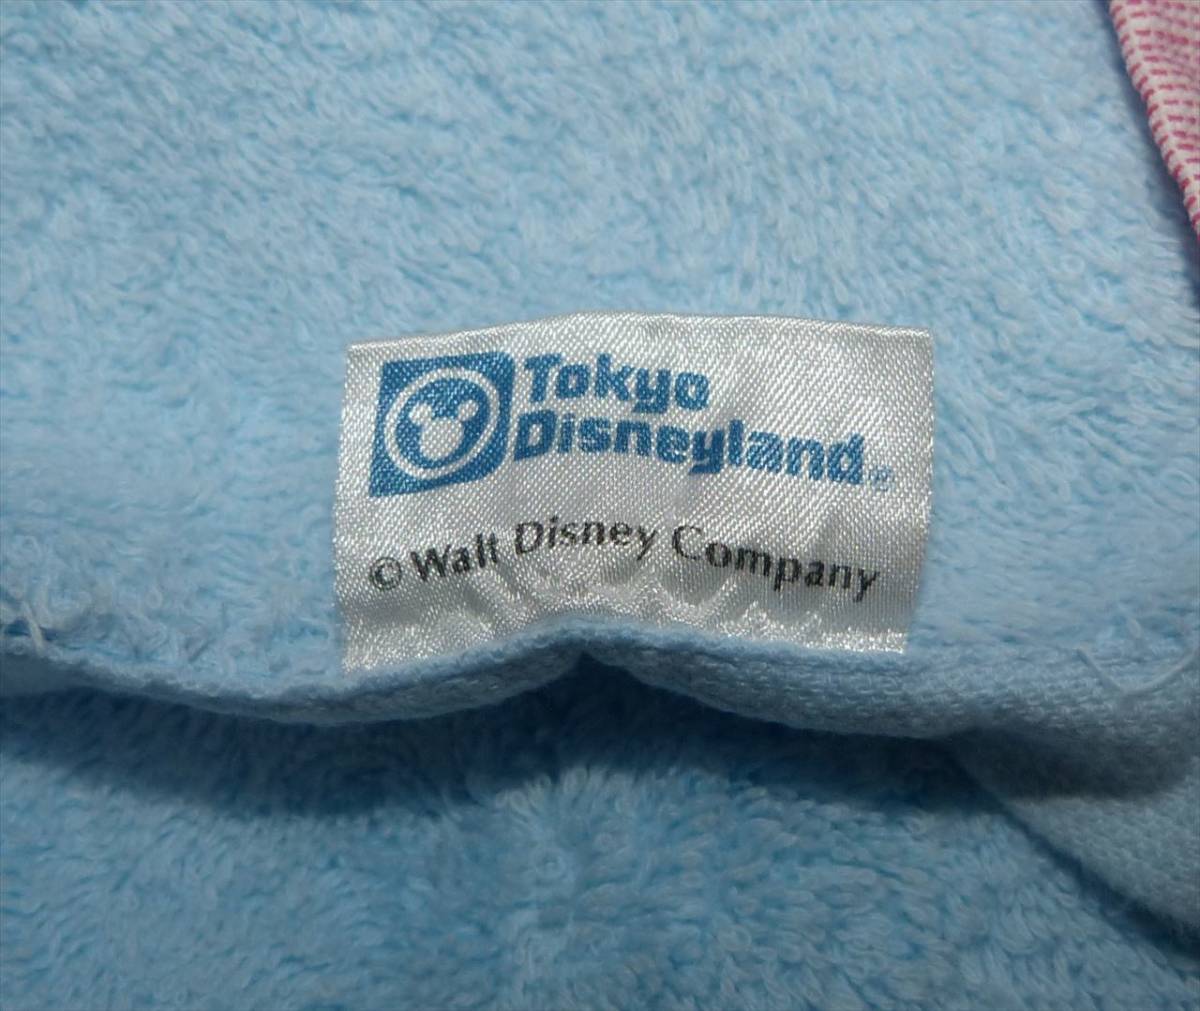 Tokyo
Disneyland
© Walt Disney Company